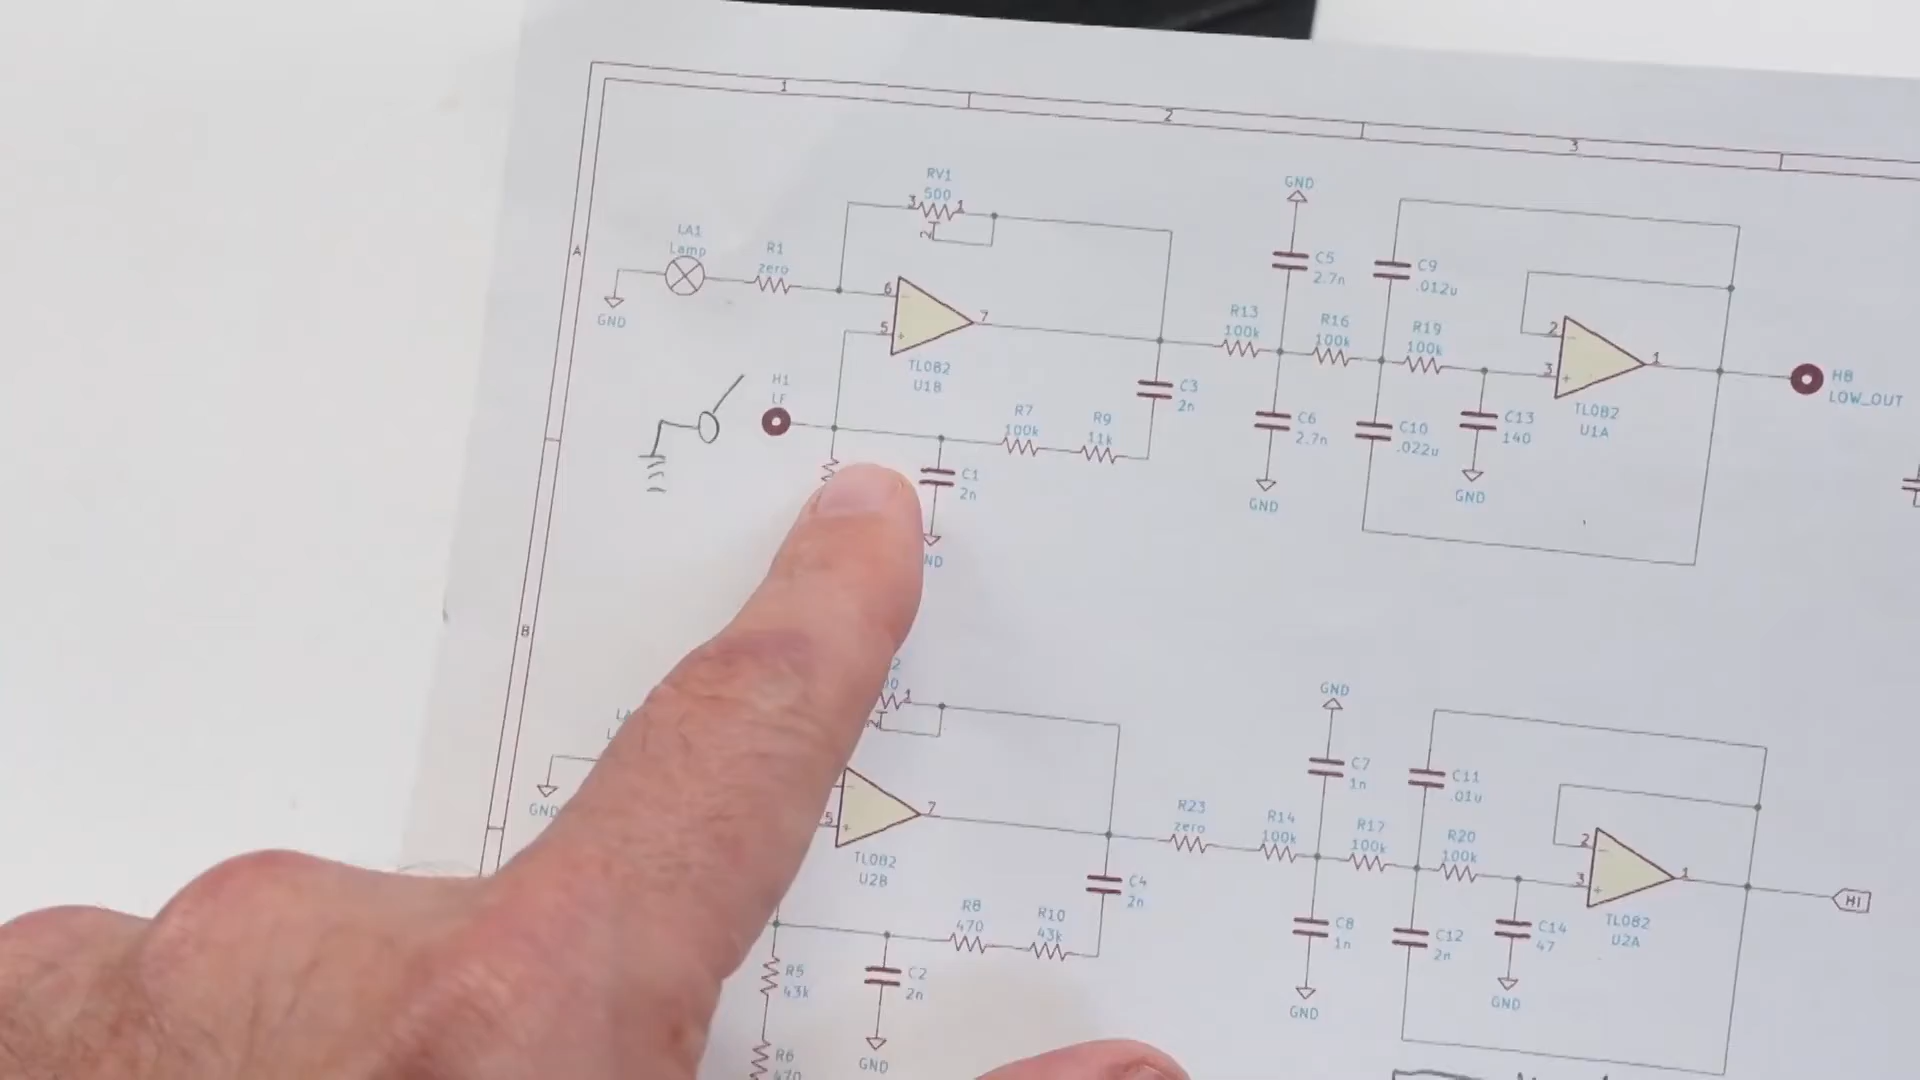 1
2
3
A
B
RV1
500
3
1
2
LA1
Lamp
R1
zero
GND
6
5
7
TL082
U1B
H1
LF
C1
2n
R7
100k
R9
11k
C3
2n
GND
C5
2.7n
R13
100k
C6
2.7n
GND
R16
100k
C9
.012u
R19
100k
C10
.022u
C13
140
GND
2
3
1
TL082
U1A
H8
LOW_OUT
1
2
GND
5
7
TL082
U2B
R5
43k
R6
470
C2
2n
GND
R8
470
R10
43k
C4
2n
R23
zero
R14
100k
GND
C7
1n
C8
1n
GND
R17
100k
C11
.01u
R20
100k
C12
2n
C14
47
GND
2
3
1
TL082
U2A
HI